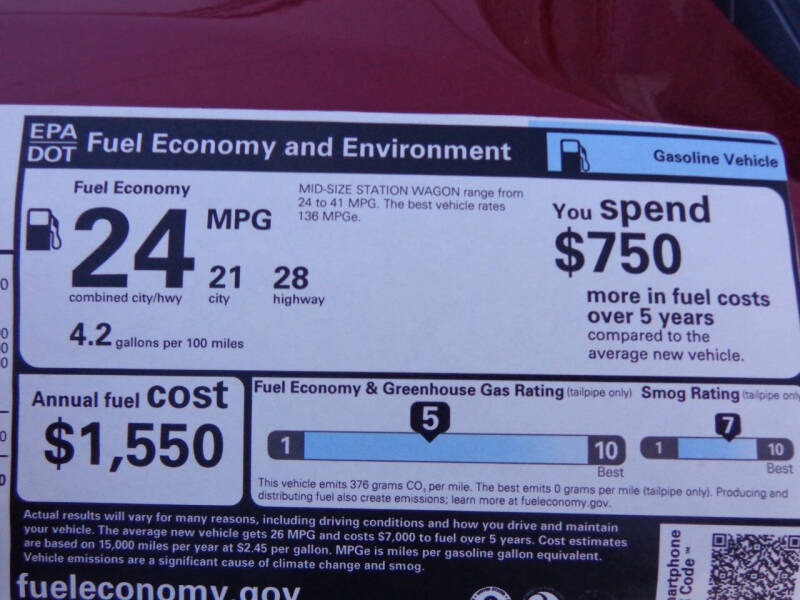 EPA
DOT
Fuel Economy and Environment
Gasoline Vehicle
Fuel Economy
24
MPG
combined city/hwy
21
city
28
highway
4.2 gallons per 100 miles
MID-SIZE STATION WAGON range from
24 to 41 MPG. The best vehicle rates
136 MPGe.
You spend
$750
more in fuel costs
over 5 years
compared to the
average new vehicle.
Annual fuel cost
$1,550
Fuel Economy & Greenhouse Gas Rating (tailpipe only)
5
1
10
Best
Smog Rating (tailpipe only
7
1
10
Best
This vehicle emits 376 grams CO₂ per mile. The best emits 0 grams per mile (tailpipe only). Producing and
distributing fuel also create emissions; learn more at fueleconomy.gov.
Actual results will vary for many reasons, including driving conditions and how you drive and maintain
your vehicle. The average new vehicle gets 26 MPG and costs $7,000 to fuel over 5 years. Cost estimates
are based on 15,000 miles per year at $2.45 per gallon. MPGe is miles per gasoline gallon equivalent.
Vehicle emissions are a significant cause of climate change and smog.
fueleconomy.gov
Code™